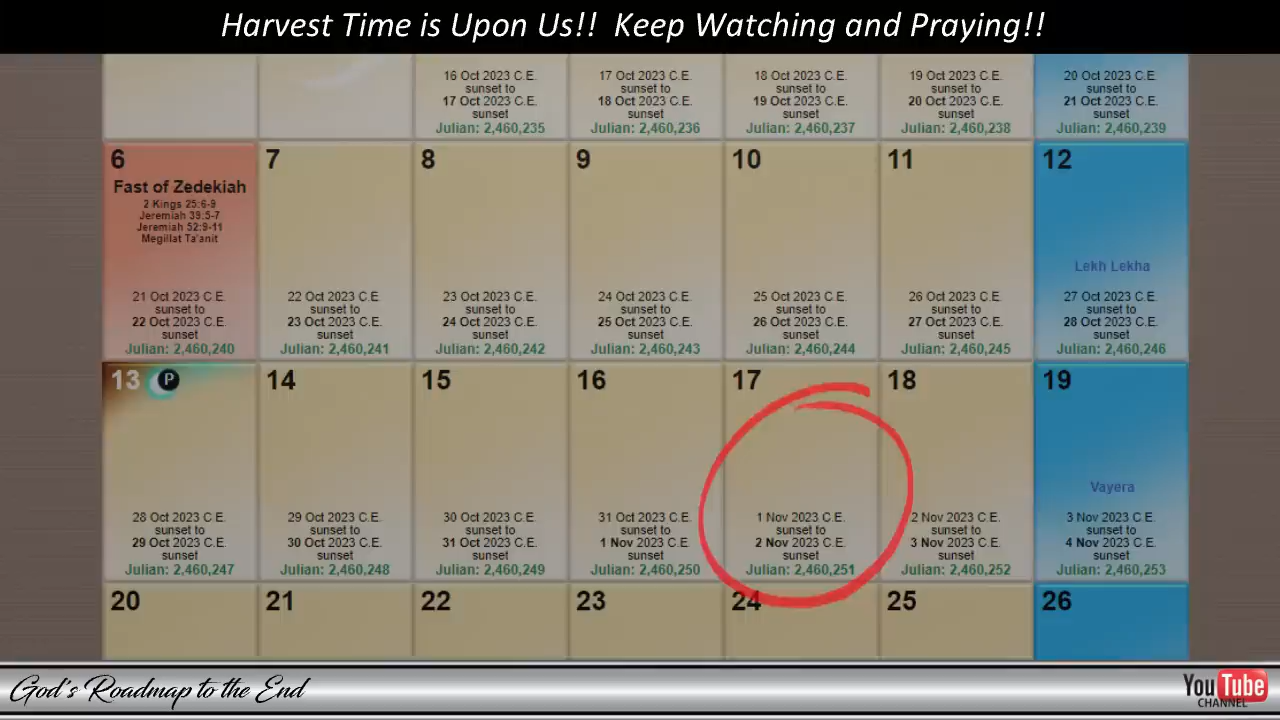 Harvest Time is Upon Us!! Keep Watching and Praying!!
16 Oct 2023 C.E.
sunset to
17 Oct 2023 C.E.
sunset
Julian: 2,460,235
17 Oct 2023 C.E.
sunset to
18 Oct 2023 C.E.
sunset
Julian: 2,460,236
18 Oct 2023 C.E.
sunset to
19 Oct 2023 C.E.
sunset
Julian: 2,460,237
19 Oct 2023 C.E.
sunset to
20 Oct 2023 C.E.
sunset
Julian: 2,460,238
20 Oct 2023 C.E.
sunset to
21 Oct 2023 C.E.
sunset
Julian: 2,460,239
6
Fast of Zedekiah
2 Kings 25:6-9
Jeremiah 39:5-7
Jeremiah 52:9-11
Megillat Ta'anit
21 Oct 2023 C.E.
sunset to
22 Oct 2023 C.E.
sunset
Julian: 2,460,240
7
22 Oct 2023 C.E.
sunset to
23 Oct 2023 C.E.
sunset
Julian: 2,460,241
8
23 Oct 2023 C.E.
sunset to
24 Oct 2023 C.E.
sunset
Julian: 2,460,242
9
24 Oct 2023 C.E.
sunset to
25 Oct 2023 C.E.
sunset
Julian: 2,460,243
10
25 Oct 2023 C.E.
sunset to
26 Oct 2023 C.E.
sunset
Julian: 2,460,244
11
26 Oct 2023 C.E.
sunset to
27 Oct 2023 C.E.
sunset
Julian: 2,460,245
12
Lekh Lekha
27 Oct 2023 C.E.
sunset to
28 Oct 2023 C.E.
sunset
Julian: 2,460,246
13 P
28 Oct 2023 C.E.
sunset to
29 Oct 2023 C.E.
sunset
Julian: 2,460,247
14
29 Oct 2023 C.E.
sunset to
30 Oct 2023 C.E.
sunset
Julian: 2,460,248
15
30 Oct 2023 C.E.
sunset to
31 Oct 2023 C.E.
sunset
Julian: 2,460,249
16
31 Oct 2023 C.E.
sunset to
1 Nov 2023 C.E.
sunset
Julian: 2,460,250
17
1 Nov 2023 C.E.
sunset to
2 Nov 2023 C.E.
sunset
Julian: 2,460,251
18
2 Nov 2023 C.E.
sunset to
3 Nov 2023 C.E.
sunset
Julian: 2,460,252
19
Vayera
3 Nov 2023 C.E.
sunset to
4 Nov 2023 C.E.
sunset
Julian: 2,460,253
20
21
22
23
24
25
26
God's Roadmap to the End
YouTube
CHANNEL